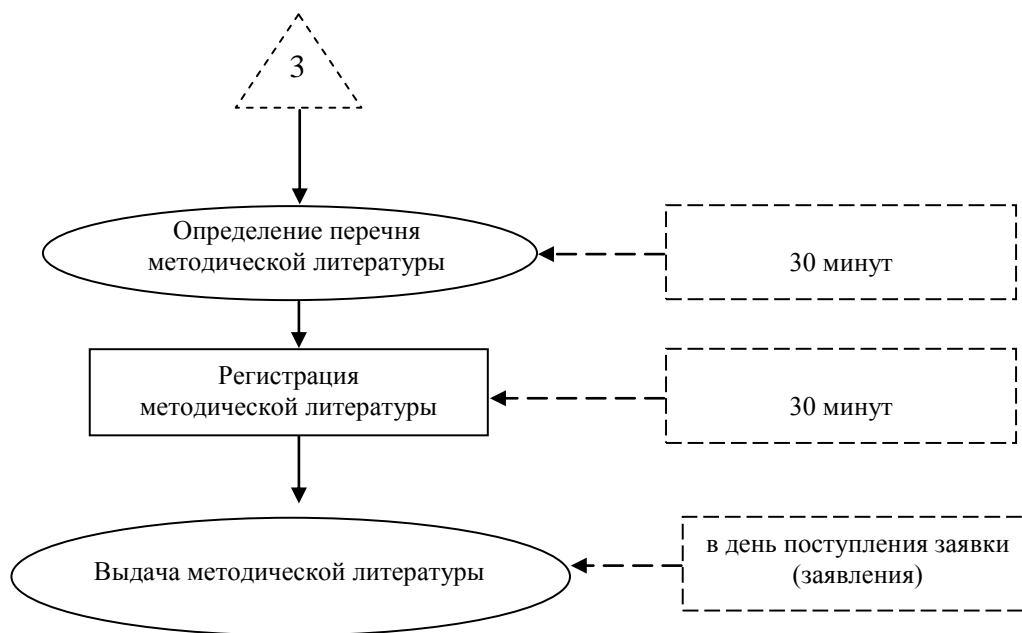 3
Определение перечня
методической литературы
30 минут
Регистрация
методической литературы
30 минут
Выдача методической литературы
в день поступления заявки
(заявления)